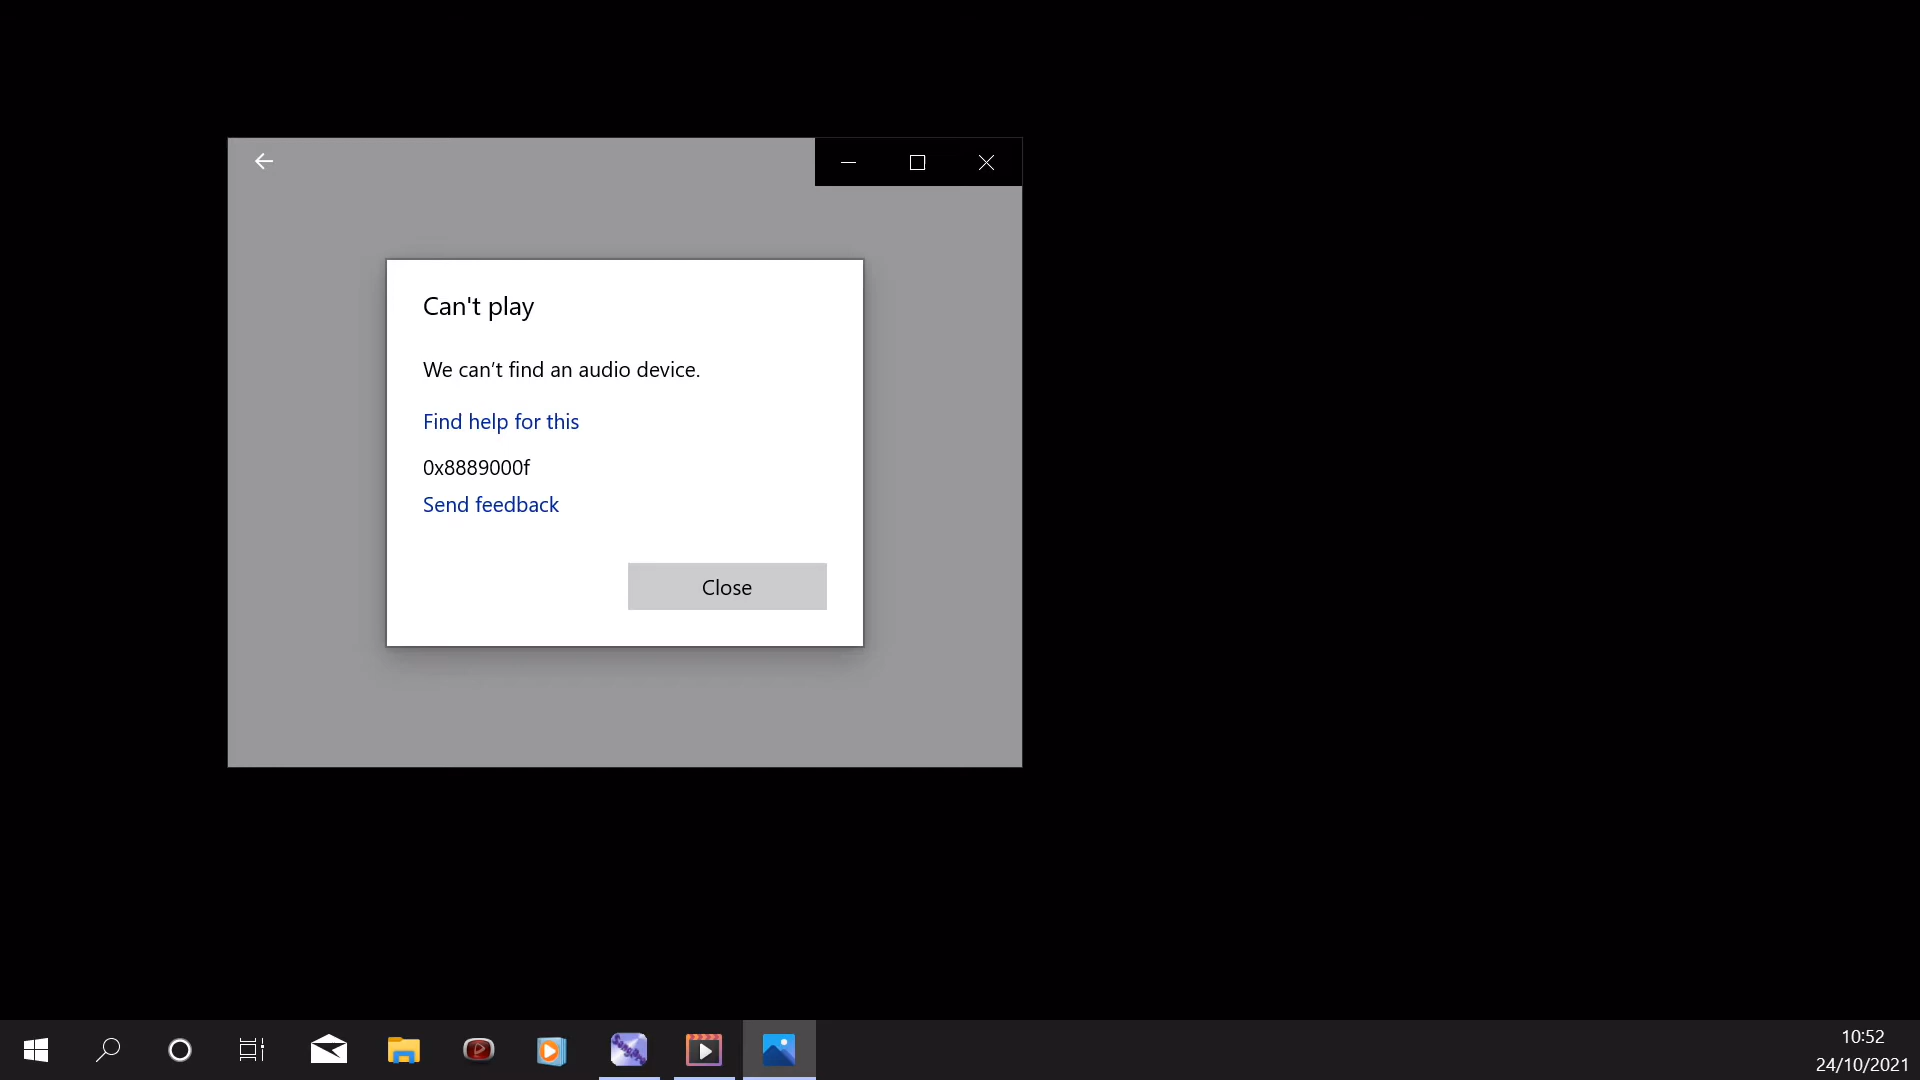 Can't play
We can’t find an audio device.
Find help for this
0x8889000f
Send feedback
Close
10:52
24/10/2021